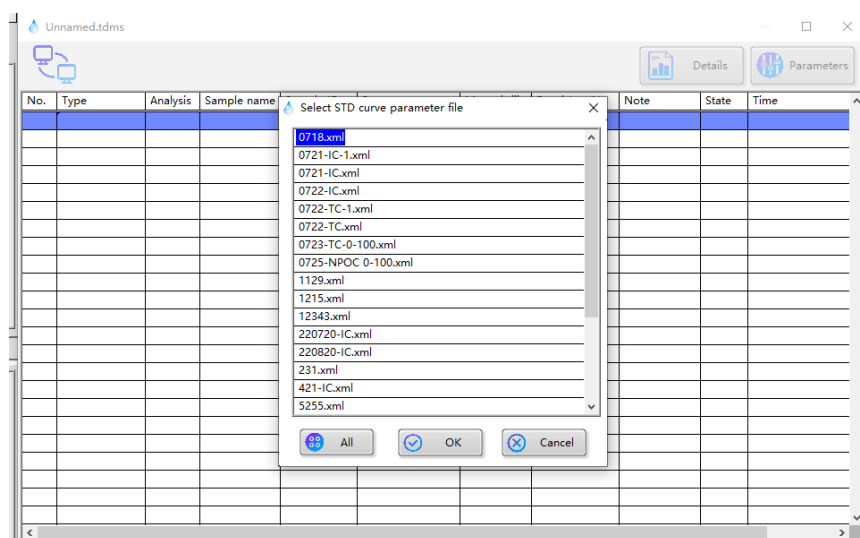 Unnamed.tdms
Details
Parameters
No. Type Analysis Sample name Note State Time
Select STD curve parameter file
0718.xml
0721-IC-1.xml
0721-IC.xml
0722-IC.xml
0722-TC-1.xml
0722-TC.xml
0723-TC-0-100.xml
0725-NPOC 0-100.xml
1129.xml
1215.xml
12343.xml
220720-IC.xml
220820-IC.xml
231.xml
421-IC.xml
5255.xml
All OK Cancel